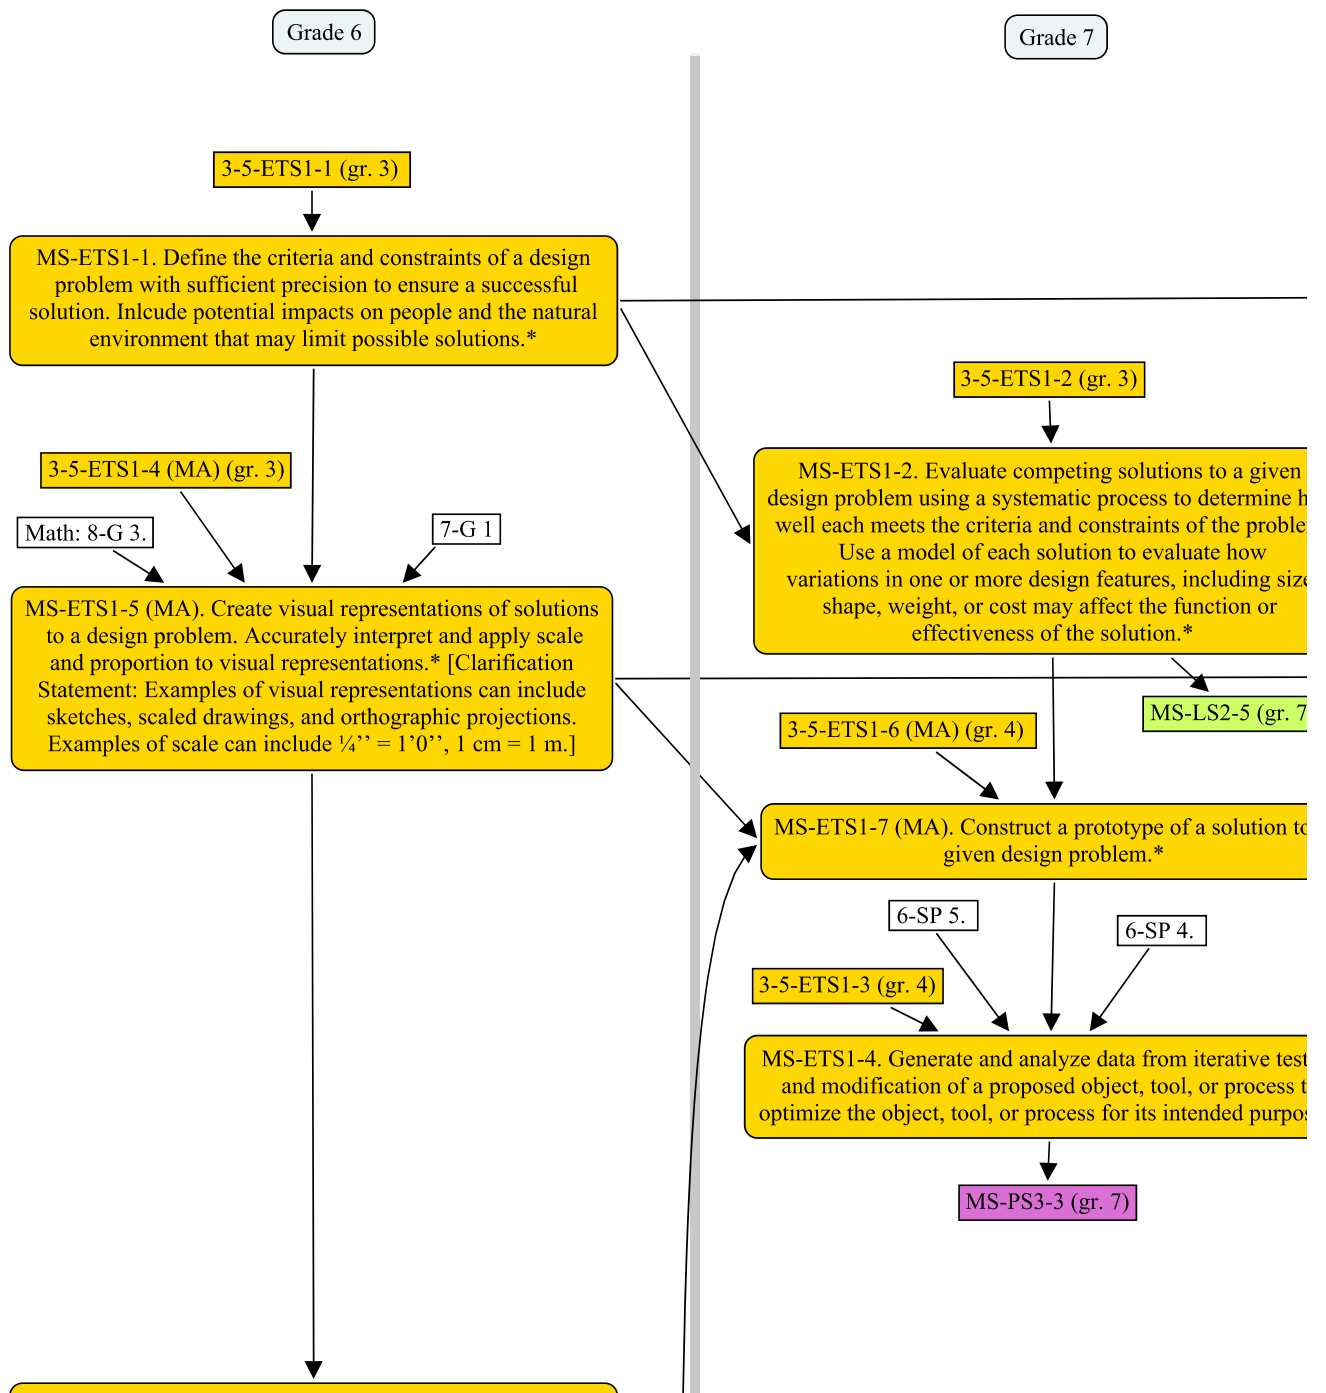 Grade 6
Grade 7
3-5-ETS1-1 (gr. 3)
MS-ETS1-1. Define the criteria and constraints of a design
problem with sufficient precision to ensure a successful
solution. Inlcude potential impacts on people and the natural
environment that may limit possible solutions.*
3-5-ETS1-4 (MA) (gr. 3)
Math: 8-G 3.
7-G 1
MS-ETS1-5 (MA). Create visual representations of solutions
to a design problem. Accurately interpret and apply scale
and proportion to visual representations.* [Clarification
Statement: Examples of visual representations can include
sketches, scaled drawings, and orthographic projections.
Examples of scale can include ¼’’ = 1’0’’, 1 cm = 1 m.]
3-5-ETS1-2 (gr. 3)
MS-ETS1-2. Evaluate competing solutions to a given
design problem using a systematic process to determine
well each meets the criteria and constraints of the
Use a model of each solution to evaluate how
variations in one or more design features, including size
shape, weight, or cost may affect the function or
effectiveness of the solution.*
MS-LS2-5 (gr. 7
3-5-ETS1-6 (MA) (gr. 4)
MS-ETS1-7 (MA). Construct a prototype of a solution to
given design problem.*
6-SP 5.
6-SP 4.
3-5-ETS1-3 (gr. 4)
MS-ETS1-4. Generate and analyze data from iterative test
and modification of a proposed object, tool, or process
optimize the object, tool, or process for its intended
MS-PS3-3 (gr. 7)